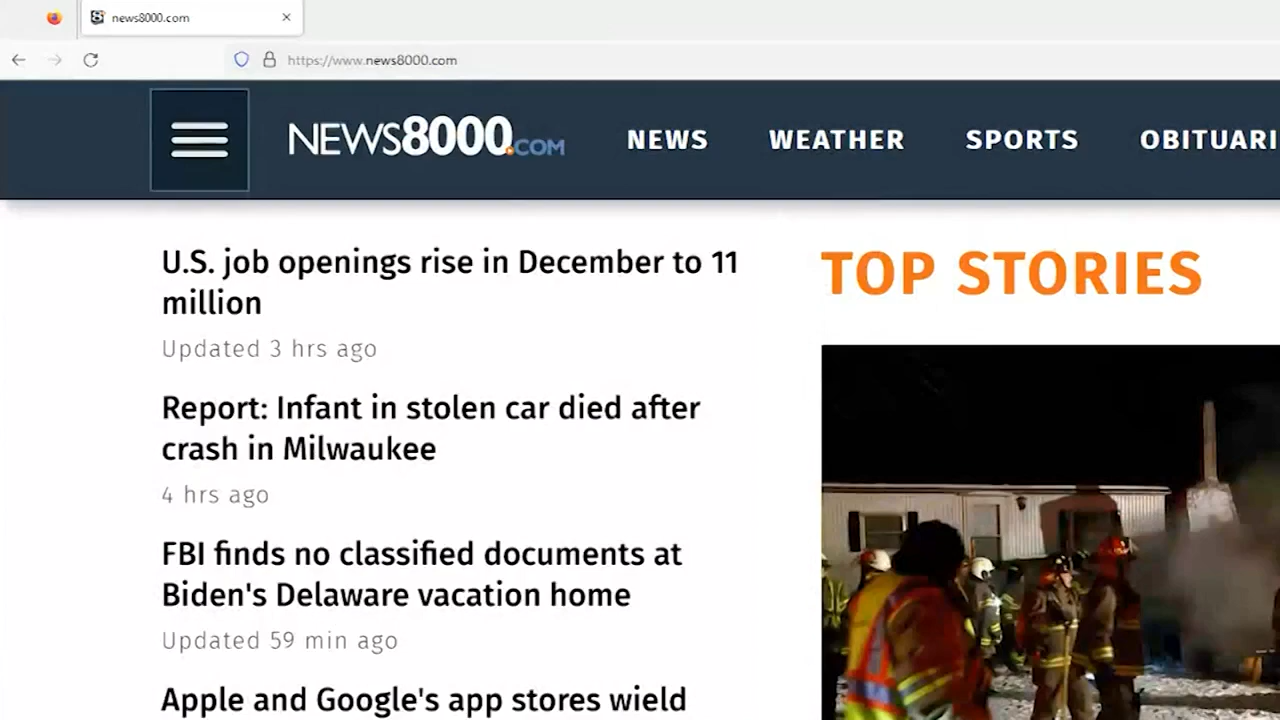 news8000.com
https://www.news8000.com
NEWS8000.COM
NEWS
WEATHER
SPORTS
OBITUARI
U.S. job openings rise in December to 11
million
Updated 3 hrs ago
Report: Infant in stolen car died after
crash in Milwaukee
4 hrs ago
FBI finds no classified documents at
Biden's Delaware vacation home
Updated 59 min ago
Apple and Google's app stores wield
TOP STORIES